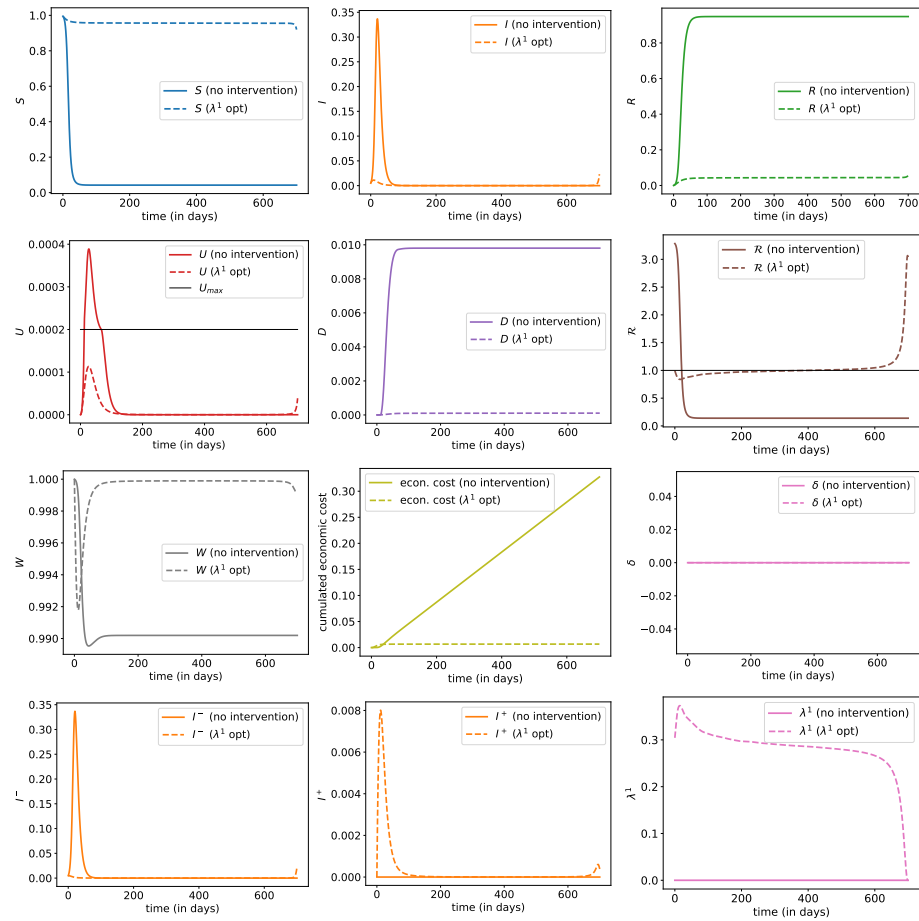 1.0
0.8
0.6
0.4
0.2
0.0
S
S (no intervention)
S (λ¹ opt)
0 200 400 600
time (in days)
0.35
0.30
0.25
0.20
0.15
0.10
0.05
0.00
I
I (no intervention)
I (λ¹ opt)
0 200 400 600
time (in days)
0.8
0.6
0.4
0.2
0.0
R
R (no intervention)
R (λ¹ opt)
0 100 200 300 400 500 600 700
time (in days)
0.0004
0.0003
0.0002
0.0001
0.0000
U
U (no intervention)
U (λ¹ opt)
Umax
0 200 400 600
time (in days)
0.010
0.008
0.006
0.004
0.002
0.000
D
D (no intervention)
D (λ¹ opt)
0 200 400 600
time (in days)
3.0
2.5
2.0
1.5
1.0
0.5
0.0
ℛ
ℛ (no intervention)
ℛ (λ¹ opt)
0 200 400 600
time (in days)
1.000
0.998
0.996
0.994
0.992
0.990
W
W (no intervention)
W (λ¹ opt)
0 200 400 600
time (in days)
0.30
0.25
0.20
0.15
0.10
0.05
0.00
cumulated economic cost
econ. cost (no intervention)
econ. cost (λ¹ opt)
0 200 400 600
time (in days)
0.04
0.02
0.00
−0.02
−0.04
δ
δ (no intervention)
δ (λ¹ opt)
0 200 400 600
time (in days)
0.35
0.30
0.25
0.20
0.15
0.10
0.05
0.00
I⁻
I⁻ (no intervention)
I⁻ (λ¹ opt)
0 200 400 600
time (in days)
0.008
0.006
0.004
0.002
0.000
I⁺
I⁺ (no intervention)
I⁺ (λ¹ opt)
0 200 400 600
time (in days)
0.3
0.2
0.1
0.0
λ¹
λ¹ (no intervention)
λ¹ (λ¹ opt)
0 200 400 600
time (in days)